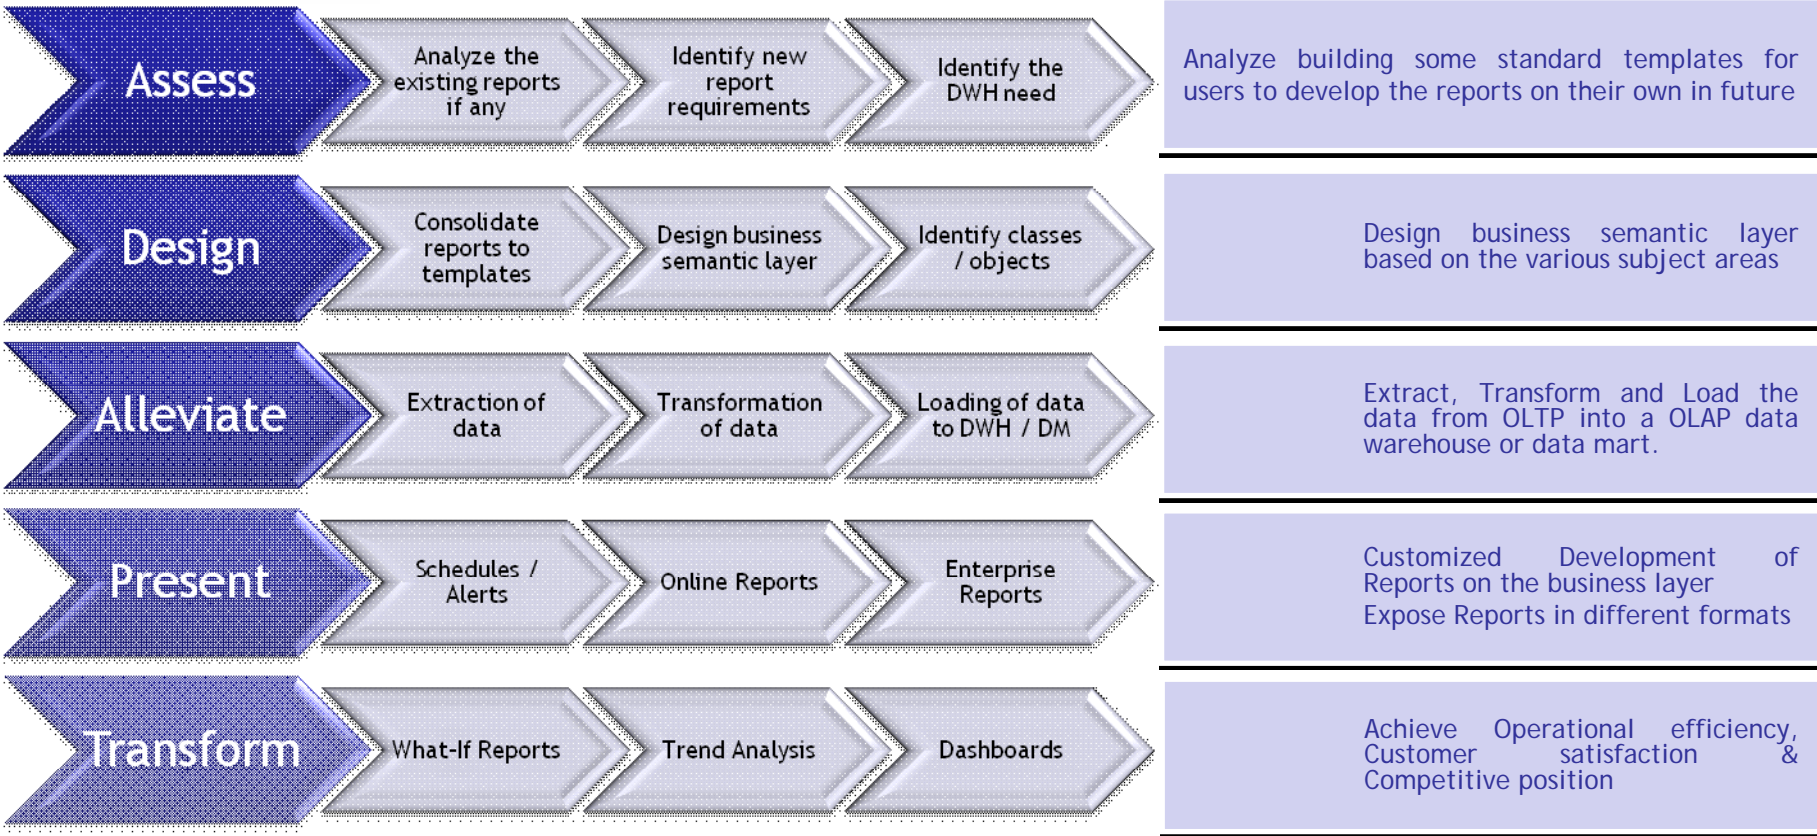 Assess
Analyze the
existing reports
if any
Identify new
report
requirements
Identify the
DWH need
Analyze building some standard templates for
users to develop the reports on their own in future
Design
Consolidate
reports to
templates
Design business
semantic layer
Identify classes
/ objects
Design business semantic layer
based on the various subject areas
Alleviate
Extraction of
data
Transformation
of data
Loading of data
to DWH / DM
Extract, Transform and Load the
data from OLTP into a OLAP data
warehouse or data mart.
Present
Schedules /
Alerts
Online Reports
Enterprise
Reports
Customized Development of
Reports on the business layer
Expose Reports in different formats
Transform
What-If Reports
Trend Analysis
Dashboards
Achieve Operational efficiency,
Customer satisfaction &
Competitive position